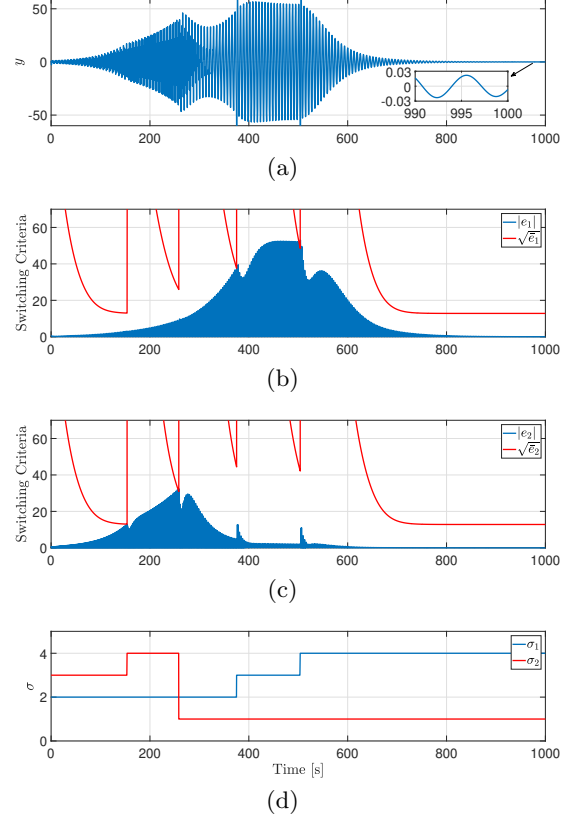 50
0
-50
y
0.03
0
-0.03
990 995 1000
0 200 400 600 800 1000
(a)
Switching Criteria
60
40
20
0
|e₁|
√ē₁
0 200 400 600 800 1000
(b)
Switching Criteria
60
40
20
0
|e₂|
√ē₂
0 200 400 600 800 1000
(c)
σ
4
2
0
σ₁
σ₂
0 200 400 600 800 1000
Time [s]
(d)